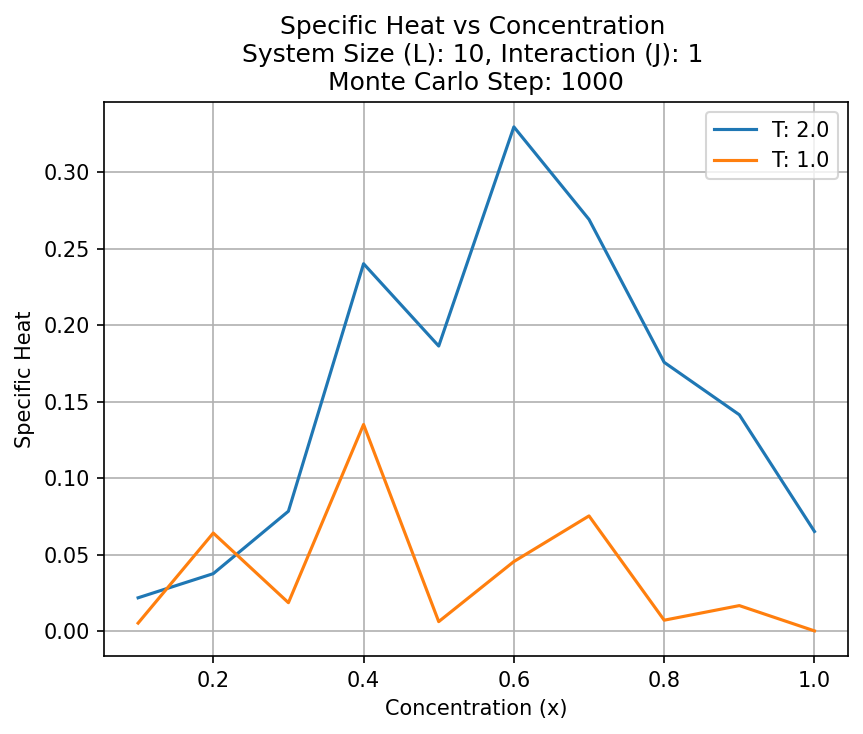 Specific Heat vs Concentration
System Size (L): 10, Interaction (J): 1
Monte Carlo Step: 1000
T: 2.0
T: 1.0
Specific Heat
0.30
0.25
0.20
0.15
0.10
0.05
0.00
0.2 0.4 0.6 0.8 1.0
Concentration (x)